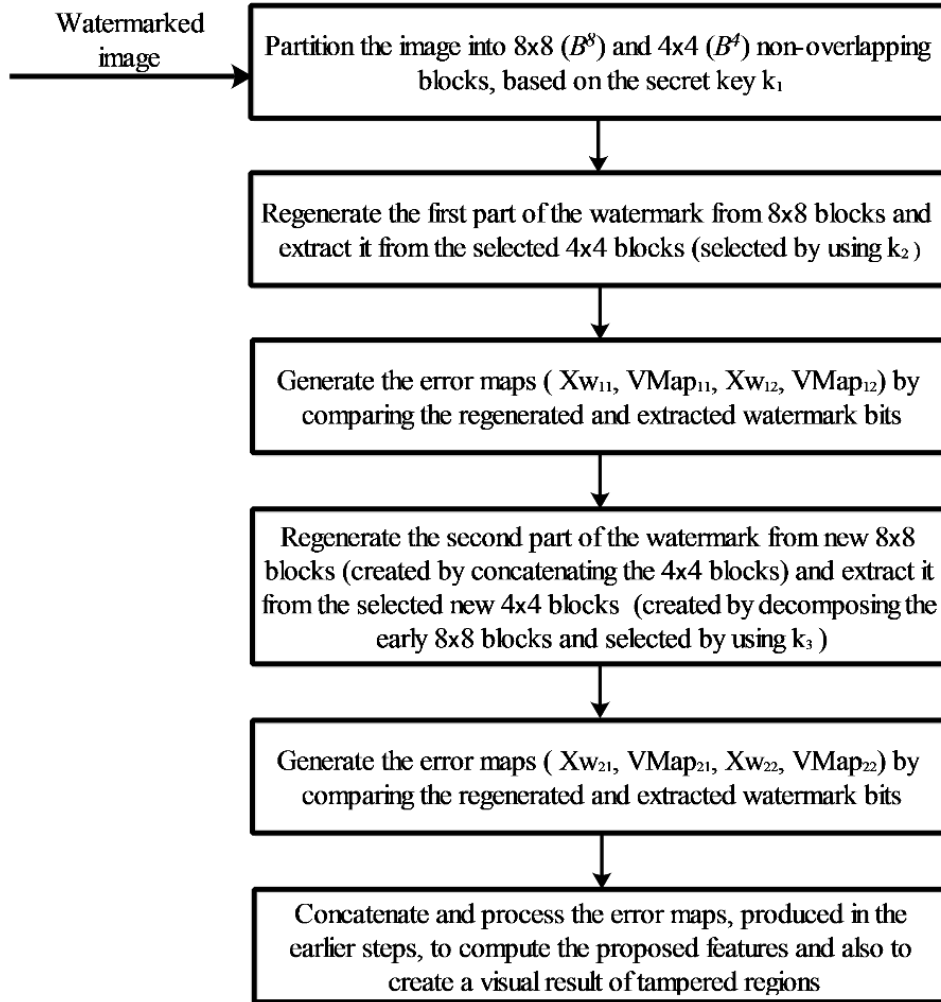 Watermarked
image
Partition the image into 8x8 (B⁸) and 4x4 (B⁴) non-overlapping
blocks, based on the secret key k₁
Regenerate the first part of the watermark from 8x8 blocks and
extract it from the selected 4x4 blocks (selected by using k₂ )
Generate the error maps ( Xw₁₁, VMap₁₁, Xw₁₂, VMap₁₂) by
comparing the regenerated and extracted watermark bits
Regenerate the second part of the watermark from new 8x8
blocks (created by concatenating the 4x4 blocks) and extract it
from the selected new 4x4 blocks (created by decomposing the
early 8x8 blocks and selected by using k₃ )
Generate the error maps ( Xw₂₁, VMap₂₁, Xw₂₂, VMap₂₂) by
comparing the regenerated and extracted watermark bits
Concatenate and process the error maps, produced in the
earlier steps, to compute the proposed features and also to
create a visual result of tampered regions